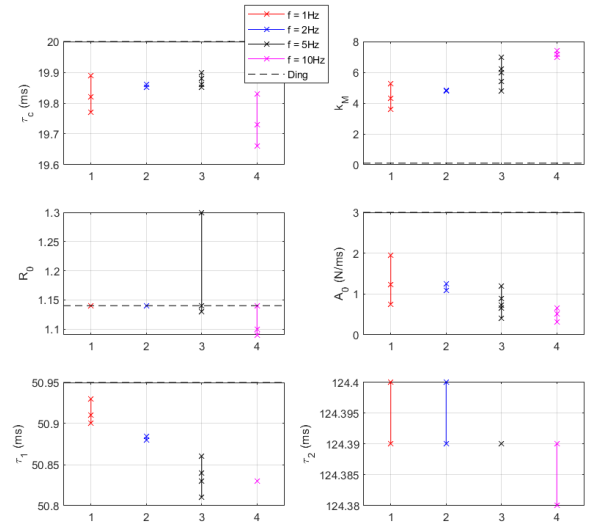 f = 1Hz
f = 2Hz
f = 5Hz
f = 10Hz
Ding
20
19.9
19.8
19.7
19.6
τc (ms)
1 2 3 4
8
6
4
2
0
kM
1 2 3 4
1.3
1.25
1.2
1.15
1.1
R0
1 2 3 4
3
2
1
0
A0 (N/ms)
1 2 3 4
50.95
50.9
50.85
50.8
τ1 (ms)
1 2 3 4
124.4
124.395
124.39
124.385
124.38
τ2 (ms)
1 2 3 4